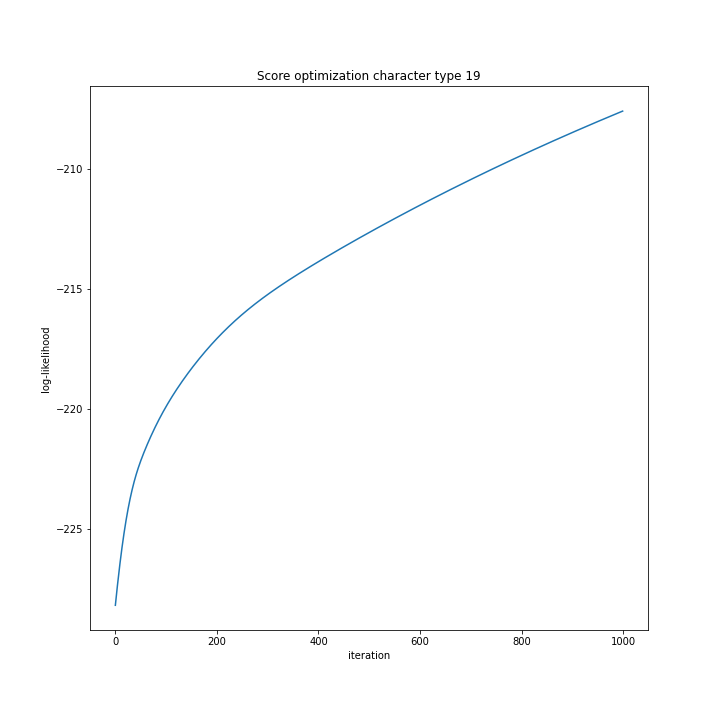 Score optimization character type 19
log-likelihood
−210
−215
−220
−225
0 200 400 600 800 1000
iteration